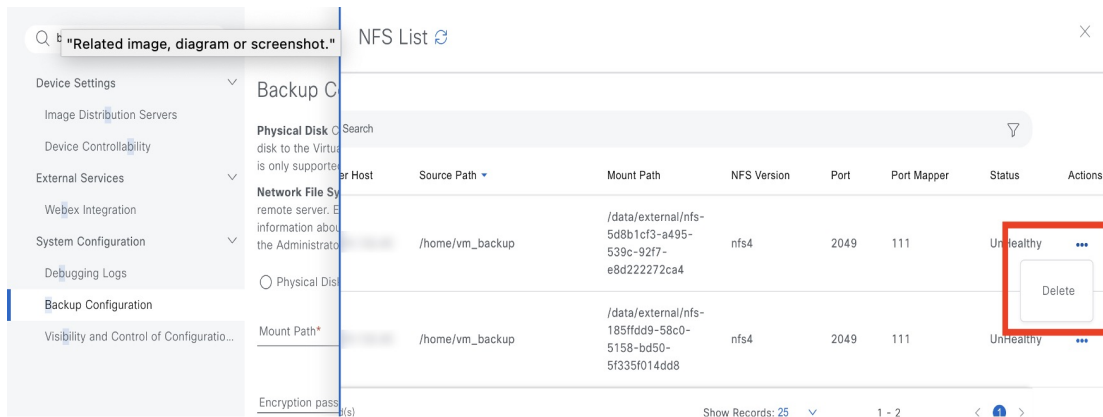 b
"Related image, diagram or screenshot."
Device Settings
Image Distribution Servers
Device Controllability
External Services
Webex Integration
System Configuration
Debugging Logs
Backup Configuration
Visibility and Control of Configuratio...
Backup C
Physical Disk
disk to the Virtua
is only supporte
Network File Sy
remote server. E
information abou
the Administrato
Physical Disk
Mount Path*
Encryption pass
NFS List
Search
er Host Source Path Mount Path NFS Version Port Port Mapper Status Actions
/home/vm_backup
/data/external/nfs-
5d8b1cf3-a495-
539c-92f7-
e8d222272ca4
nfs4 2049 111 UnHealthy
Delete
/home/vm_backup
/data/external/nfs-
185ffdd9-58c0-
5158-bd50-
5f335f014dd8
nfs4 2049 111 UnHealthy
d(s) Show Records: 25 1 - 2 1